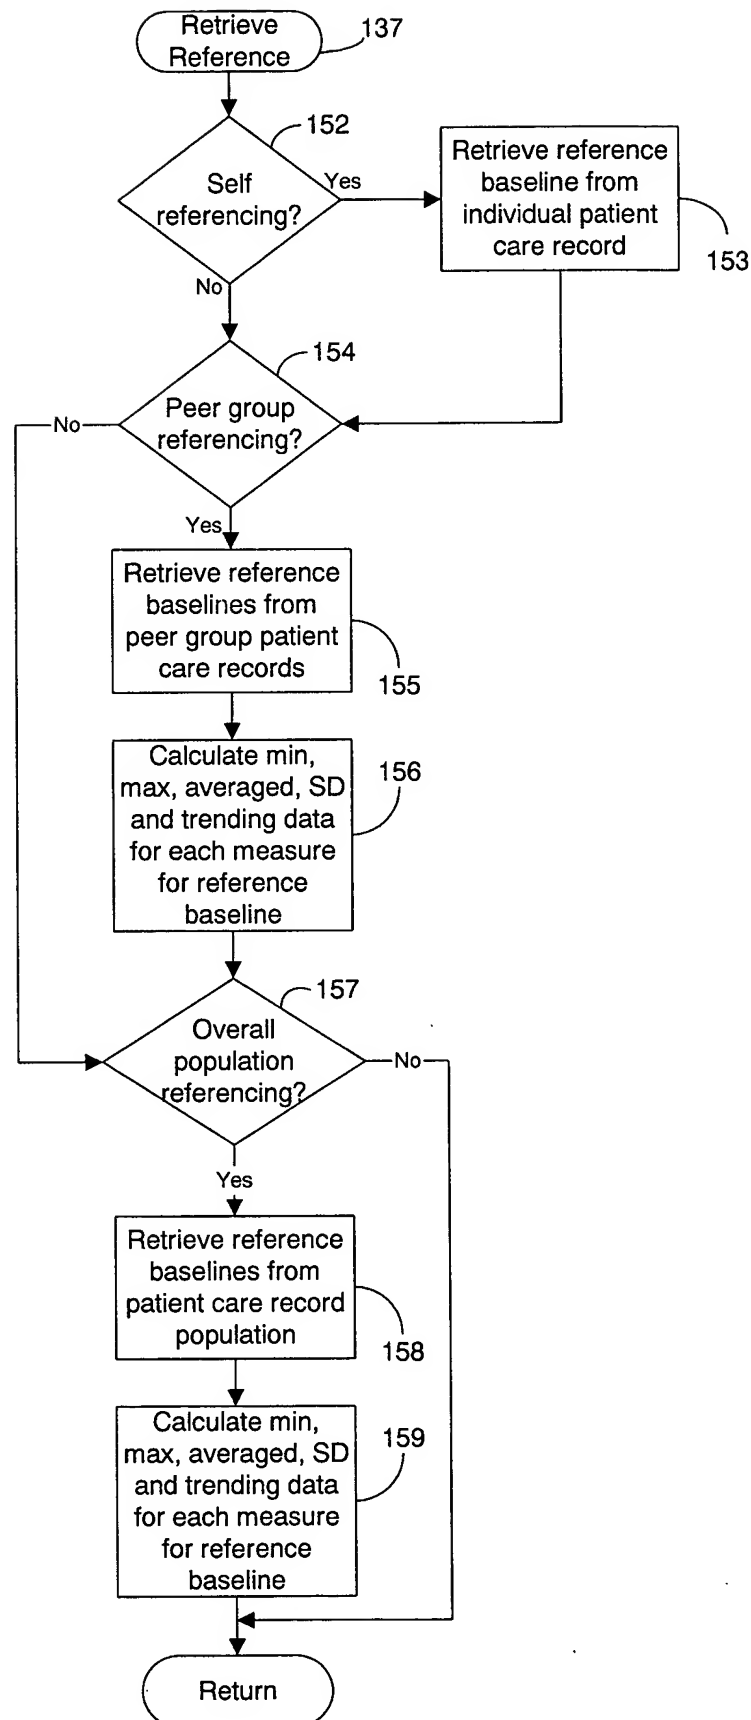 Retrieve
Reference
137
152
Self
referencing?
Yes
Retrieve reference
baseline from
individual patient
care record
153
No
154
Peer group
referencing?
No
Yes
Retrieve reference
baselines from
peer group patient
care records
155
Calculate min,
max, averaged, SD
and trending data
for each measure
for reference
baseline
156
157
Overall
population
referencing?
No
Yes
Retrieve reference
baselines from
patient care record
population
158
Calculate min,
max, averaged, SD
and trending data
for each measure
for reference
baseline
159
Return